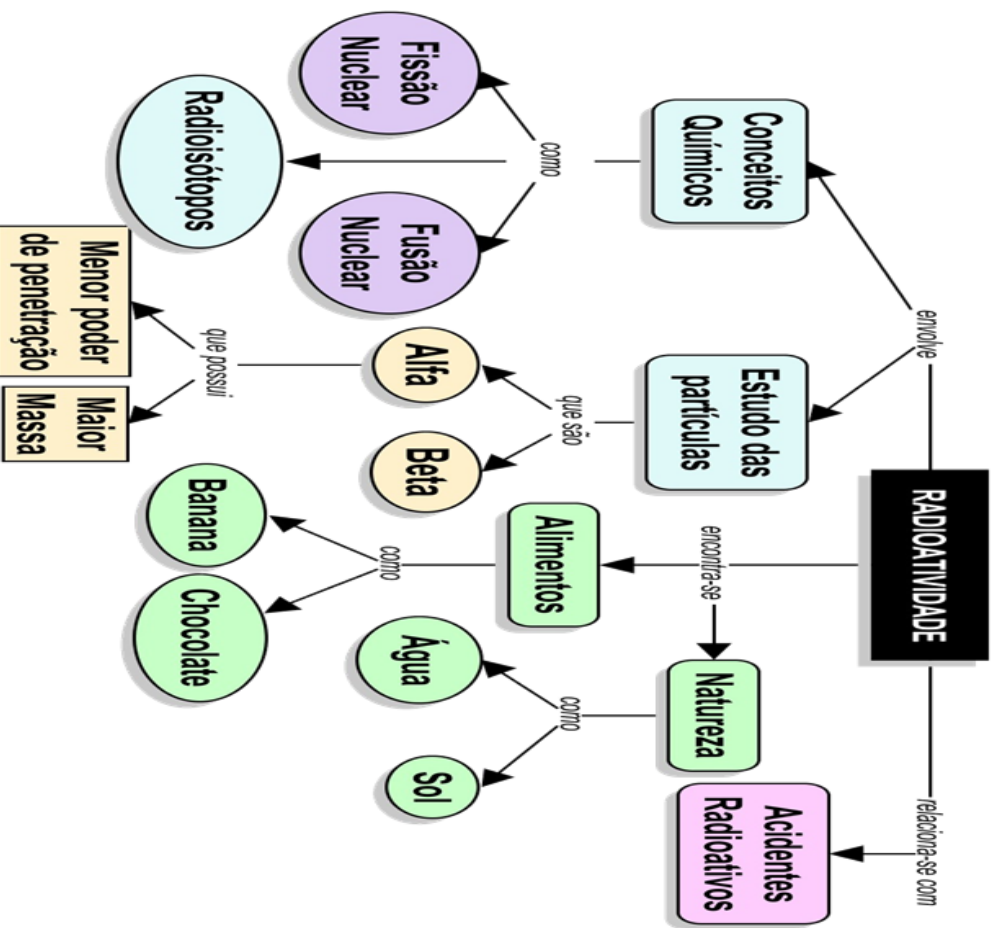 RADIOATIVIDADE
envolve
encontra-se
relaciona-se com
Conceitos
Químicos
Estudo das
partículas
Natureza
Acidentes
Radioativos
como
que são
Alimentos
como
Fissão
Nuclear
Fusão
Nuclear
Radioisótopos
Alfa
Beta
como
Água
Sol
que possui
Banana
Chocolate
Menor poder
de penetração
Maior
Massa